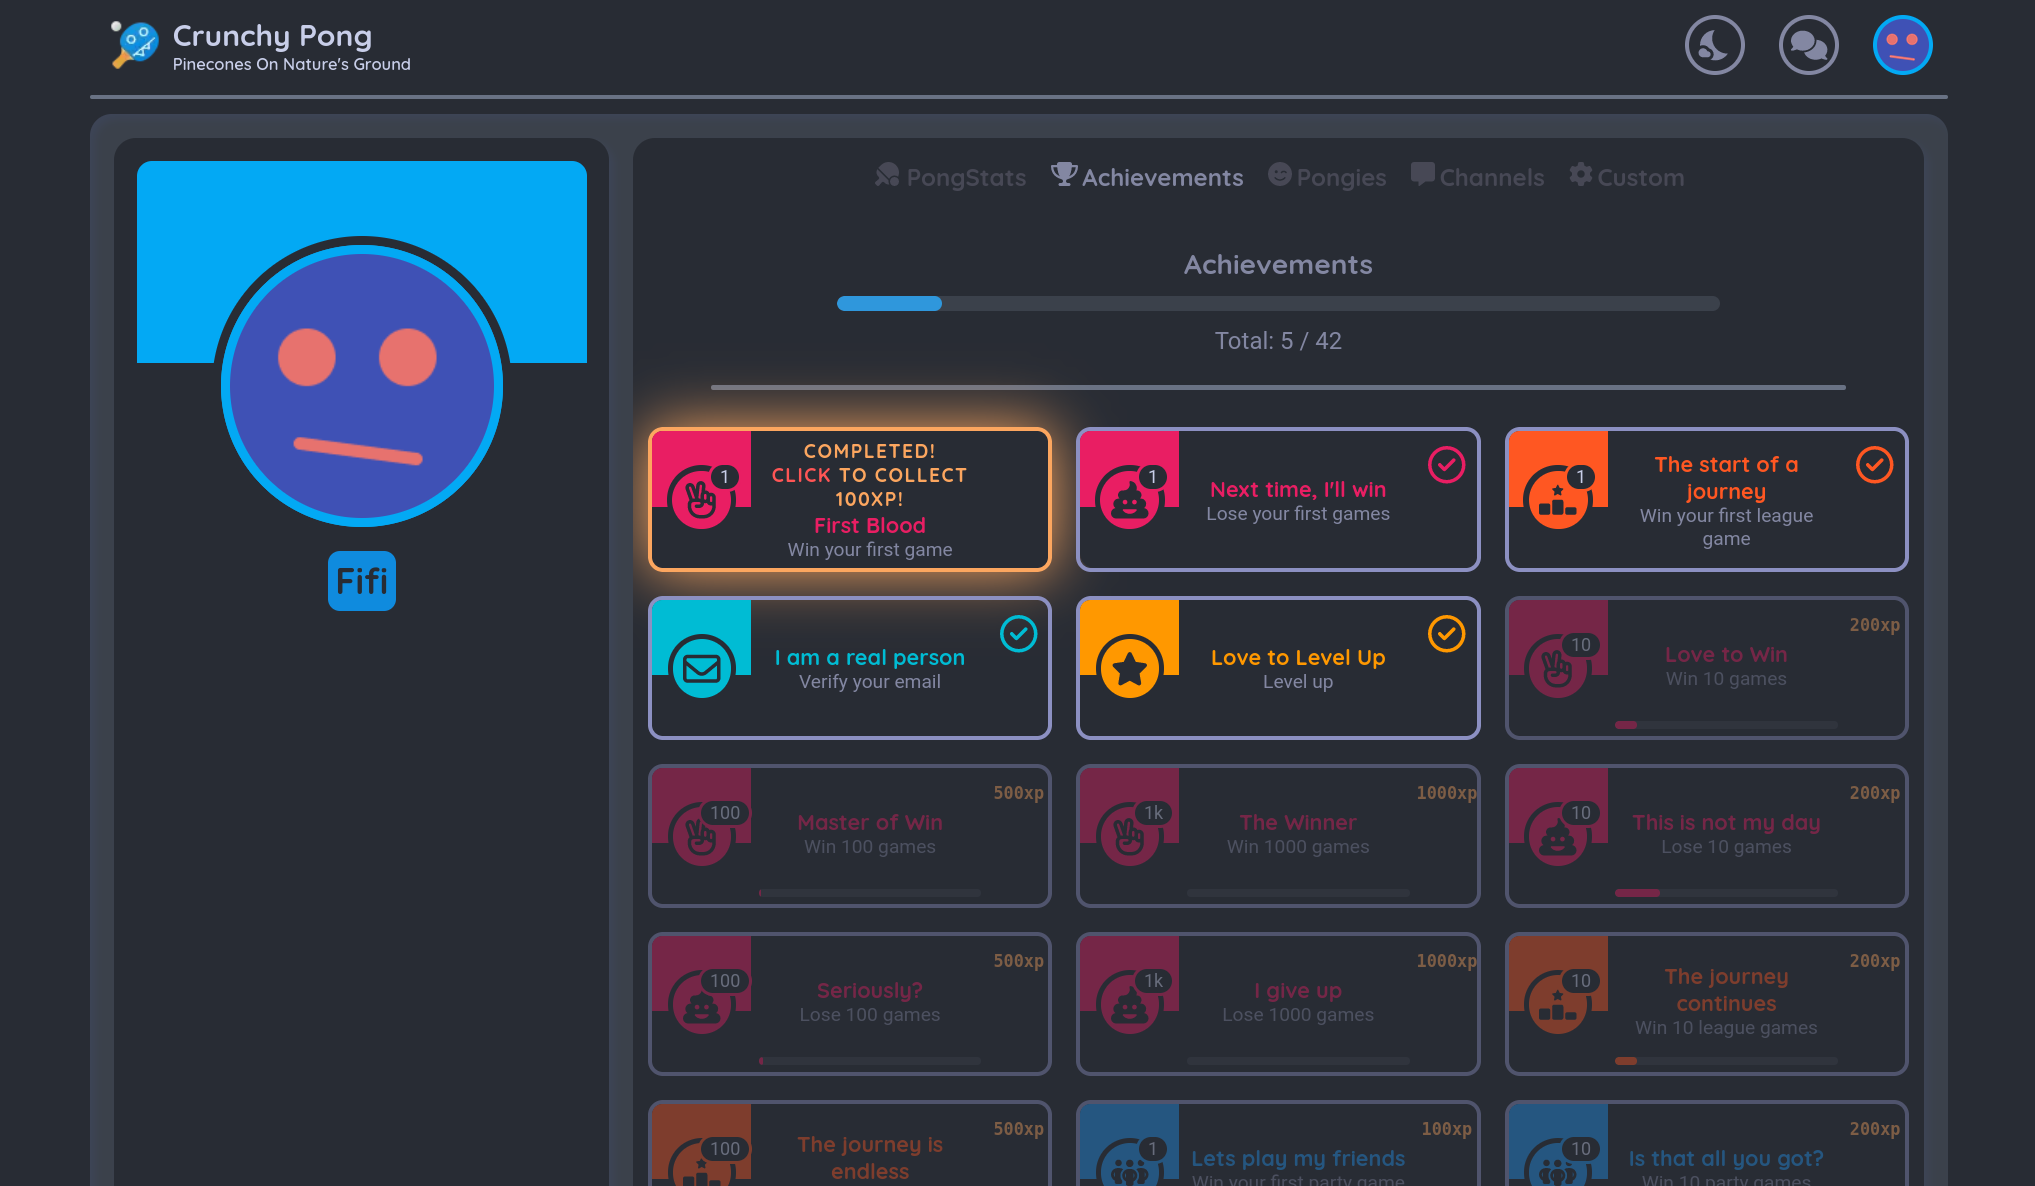 Crunchy Pong
Pinecones On Nature's Ground
PongStats Achievements Pongies Channels Custom
Fifi
Achievements
Total: 5 / 42
1
COMPLETED!
CLICK TO COLLECT
100XP!
First Blood
Win your first game
1
Next time, I'll win
Lose your first games
1
The start of a
journey
Win your first league
game
I am a real person
Verify your email
Love to Level Up
Level up
10
200xp
Love to Win
Win 10 games
100
500xp
Master of Win
Win 100 games
1k
1000xp
The Winner
Win 1000 games
10
200xp
This is not my day
Lose 10 games
100
500xp
Seriously?
Lose 100 games
1k
1000xp
I give up
Lose 1000 games
10
200xp
The journey
continues
Win 10 league games
100
500xp
The journey is
endless
1
100xp
Lets play my friends
Win your first party game
10
200xp
Is that all you got?
Win 10 party games